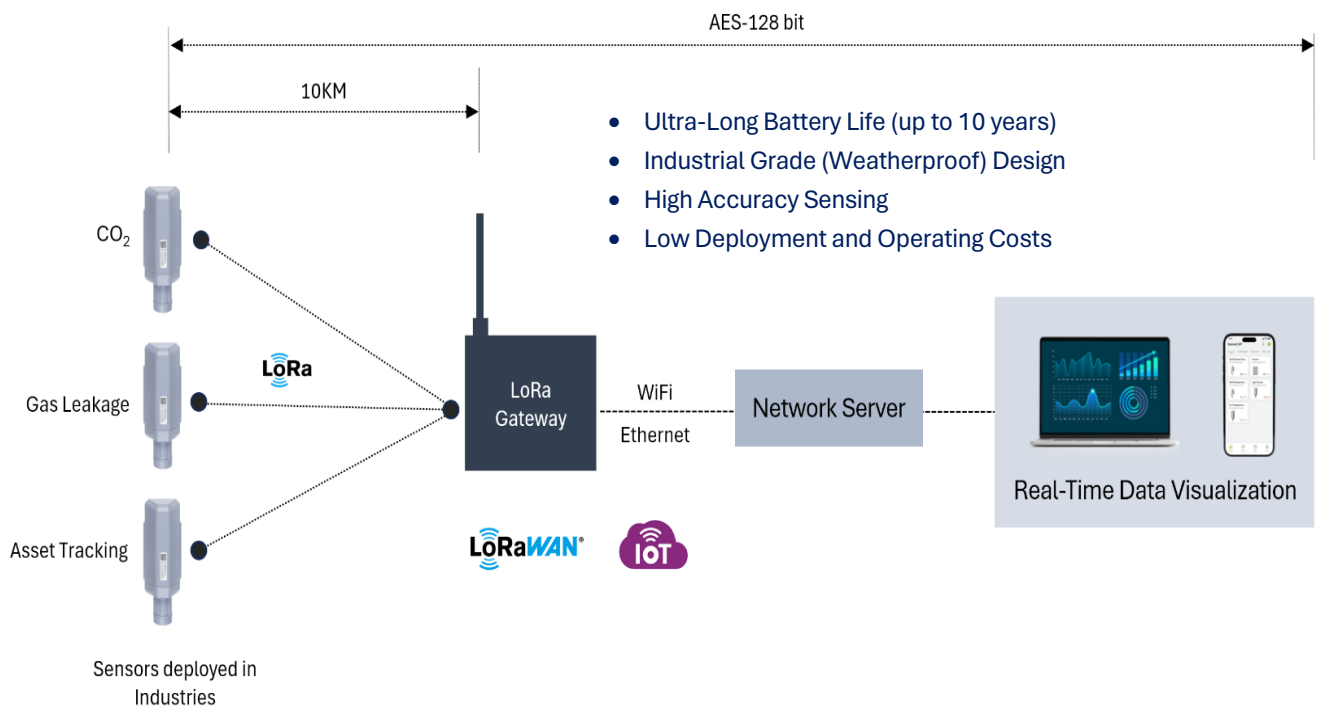 AES-128 bit
10KM
• Ultra-Long Battery Life (up to 10 years)
• Industrial Grade (Weatherproof) Design
• High Accuracy Sensing
• Low Deployment and Operating Costs
CO₂
Gas Leakage
Asset Tracking
LoRa
LoRa
Gateway
WiFi
Ethernet
Network Server
Real-Time Data Visualization
LoRaWAN®
IOT
Sensors deployed in
Industries